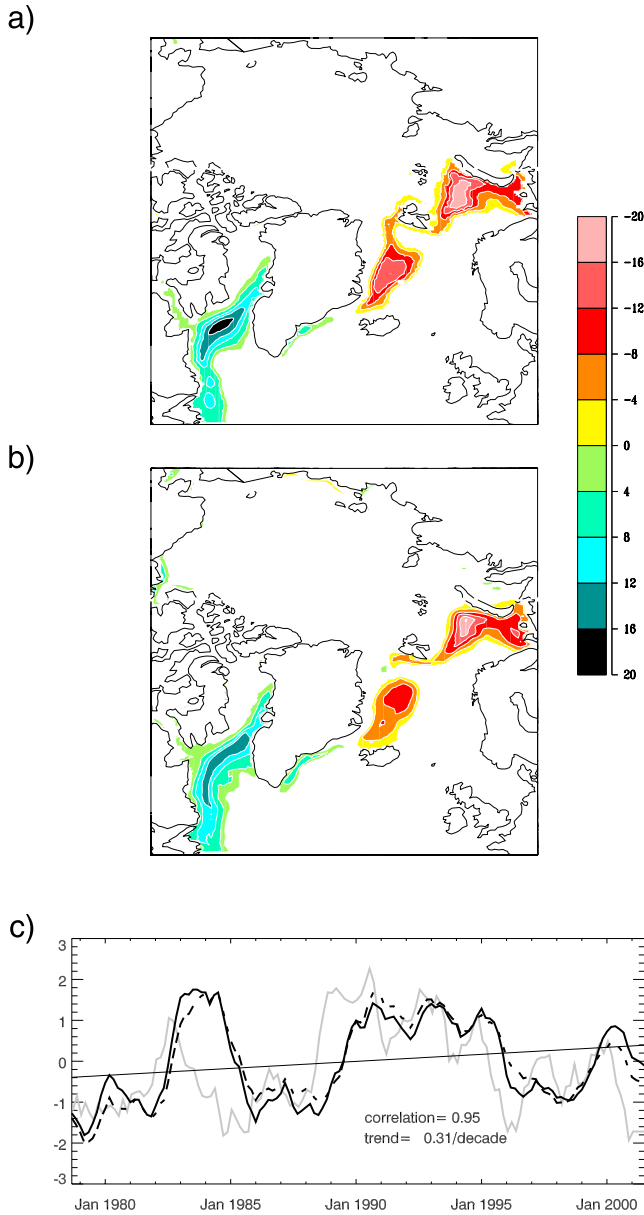 a)
-20
-16
-12
-8
-4
0
4
8
12
16
20
b)
c)
3
2
1
0
-1
-2
-3
correlation= 0.95
trend= 0.31/decade
Jan 1980
Jan 1985
Jan 1990
Jan 1995
Jan 2000